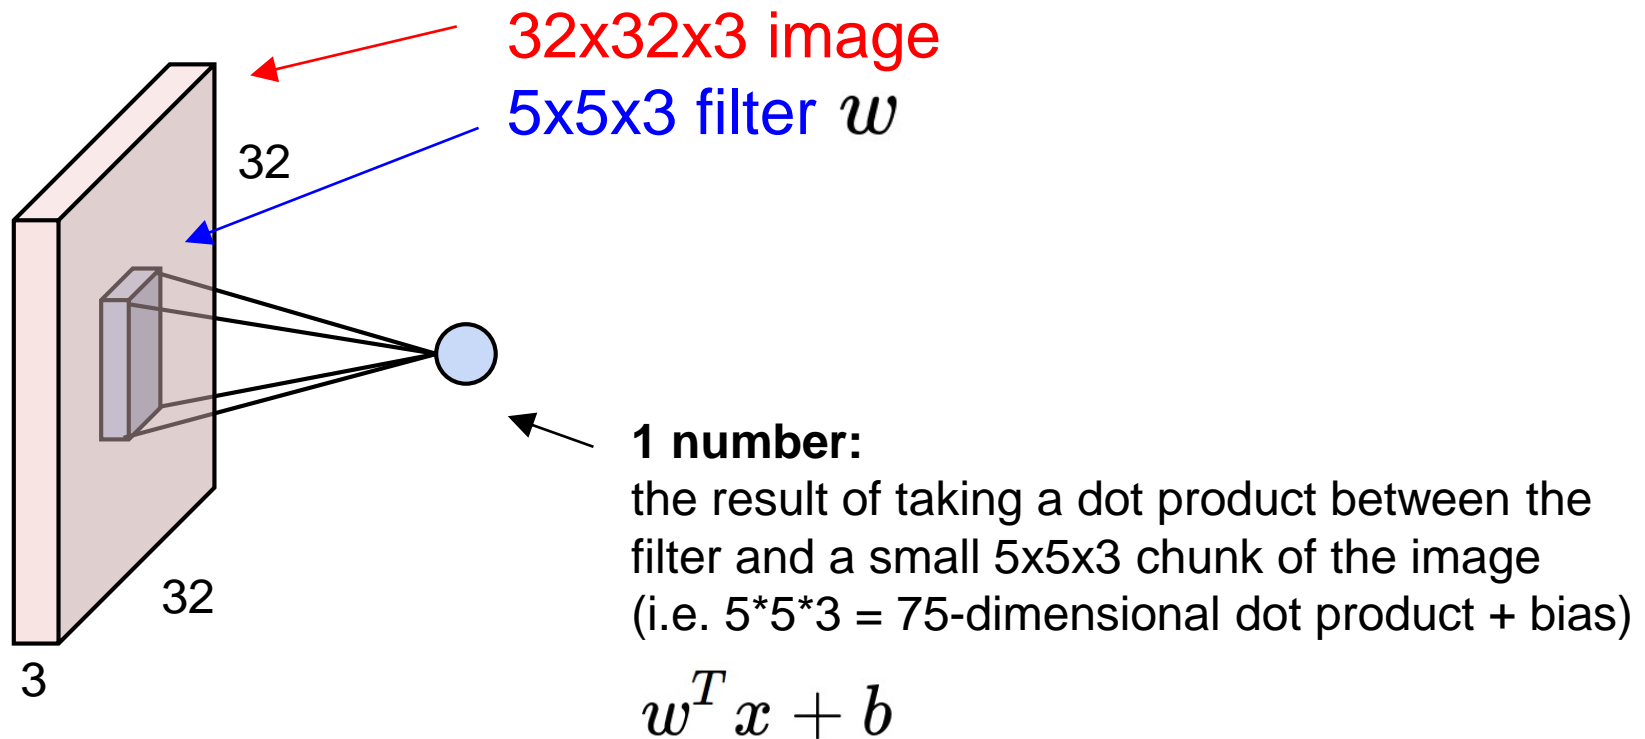 32x32x3 image
5x5x3 filter w
32
32
3
1 number:
the result of taking a dot product between the
filter and a small 5x5x3 chunk of the image
(i.e. 5*5*3 = 75-dimensional dot product + bias)
w^T x + b